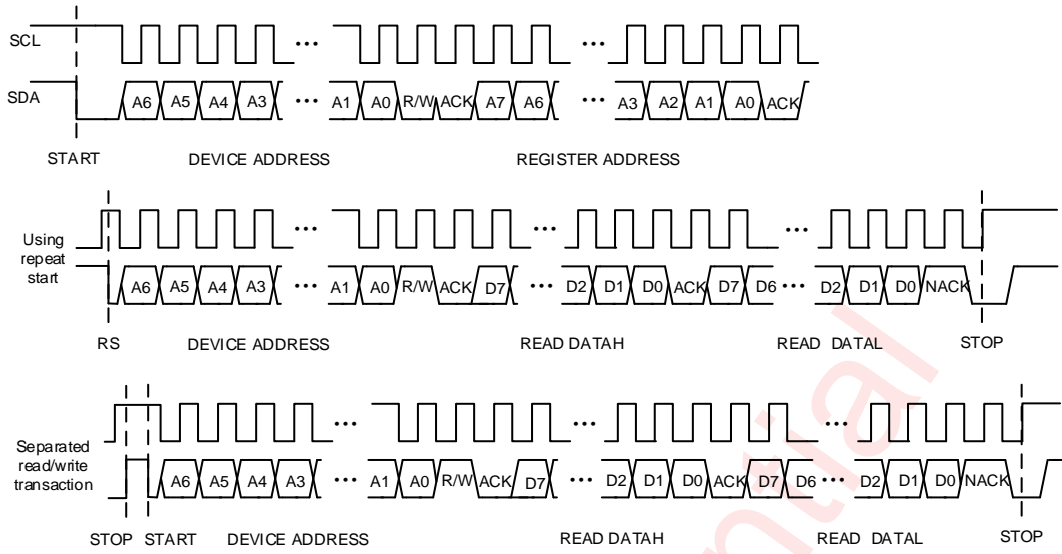 SCL
•••
•••
SDA A6 A5 A4 A3 ••• A1 A0 R/W ACK A7 A6 ••• A3 A2 A1 A0 ACK
START DEVICE ADDRESS REGISTER ADDRESS
Using
repeat
start
••• ••• •••
A6 A5 A4 A3 ••• A1 A0 R/W ACK D7 ••• D2 D1 D0 ACK D7 D6 ••• D2 D1 D0 NACK
RS DEVICE ADDRESS READ DATAH READ DATAL STOP
Separated
read/write
transaction
••• ••• •••
A6 A5 A4 A3 ••• A1 A0 R/W ACK D7 ••• D2 D1 D0 ACK D7 D6 ••• D2 D1 D0 NACK
STOP START DEVICE ADDRESS READ DATAH READ DATAL STOP
ntial